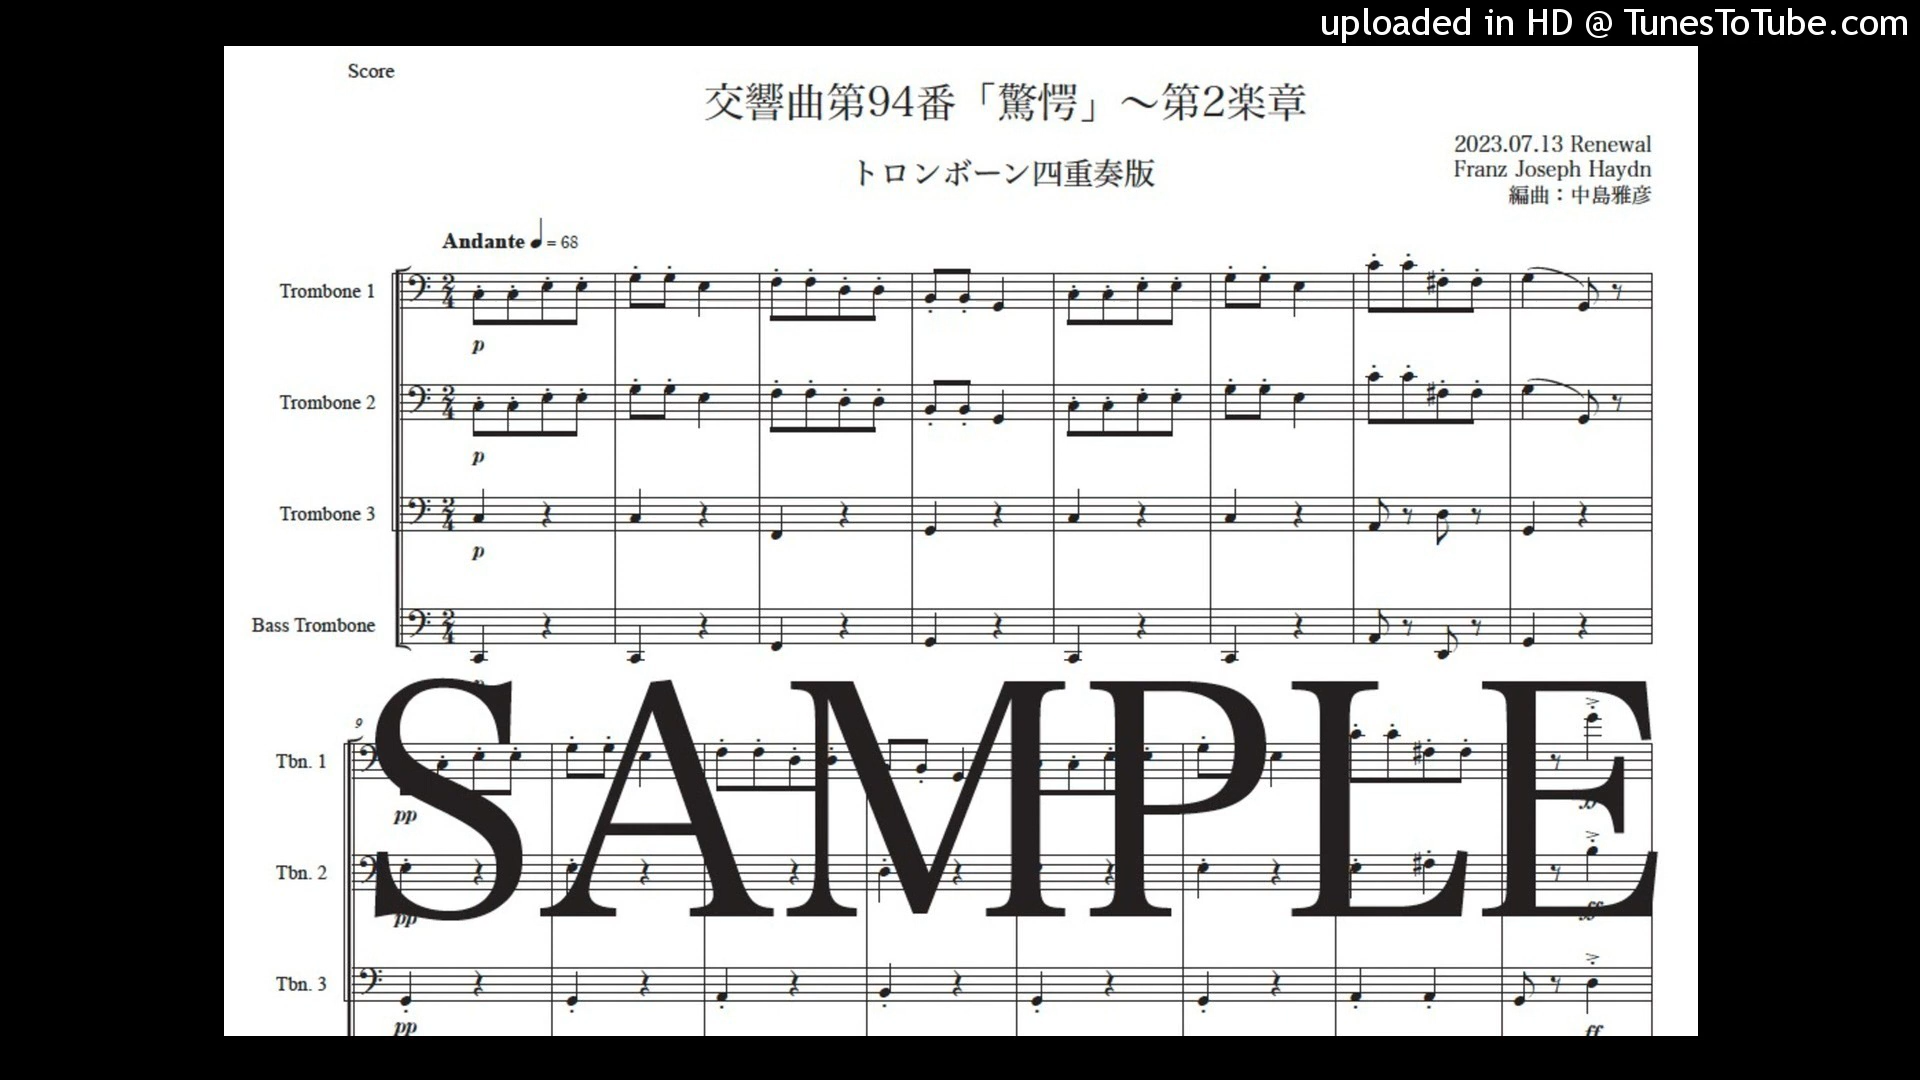 uploaded in HD @ TunesToTube.com
Score
交響曲第94番「驚愕」～第2楽章
トロンボーン四重奏版
2023.07.13 Renewal
Franz Joseph Haydn
編曲：中島雅彦
Andante ♩= 68
Trombone 1
p
Trombone 2
p
Trombone 3
p
Bass Trombone
SAMPLE
9
Tbn. 1
pp
ff
Tbn. 2
pp
ff
Tbn. 3
pp
ff